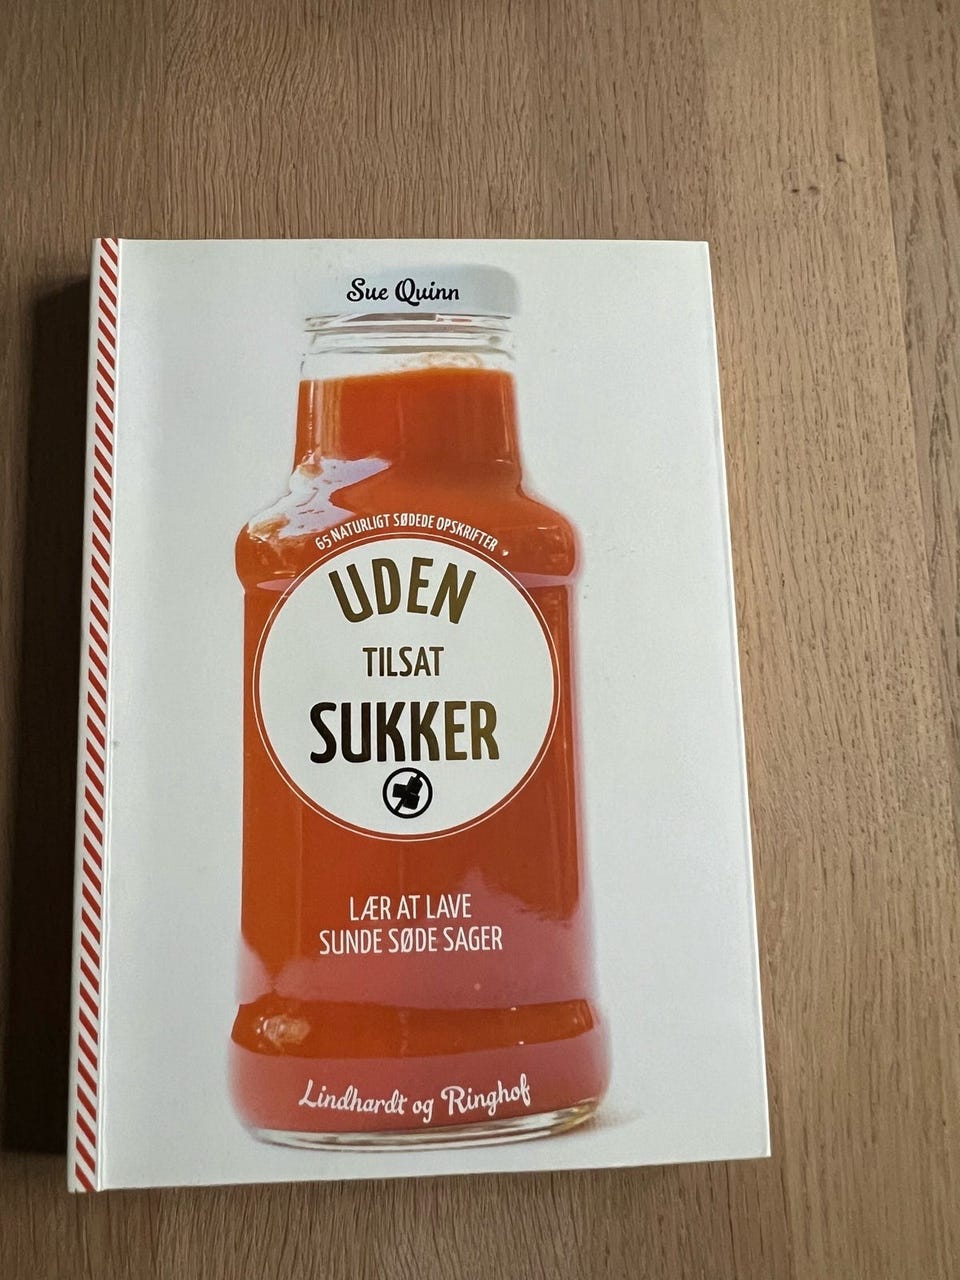 Sue Quinn
65 NATURLIGT SØDEDE OPSKRIFTER
UDEN
TILSAT
SUKKER
LÆR AT LAVE
SUNDE SØDE SAGER
Lindhardt og Ringhof